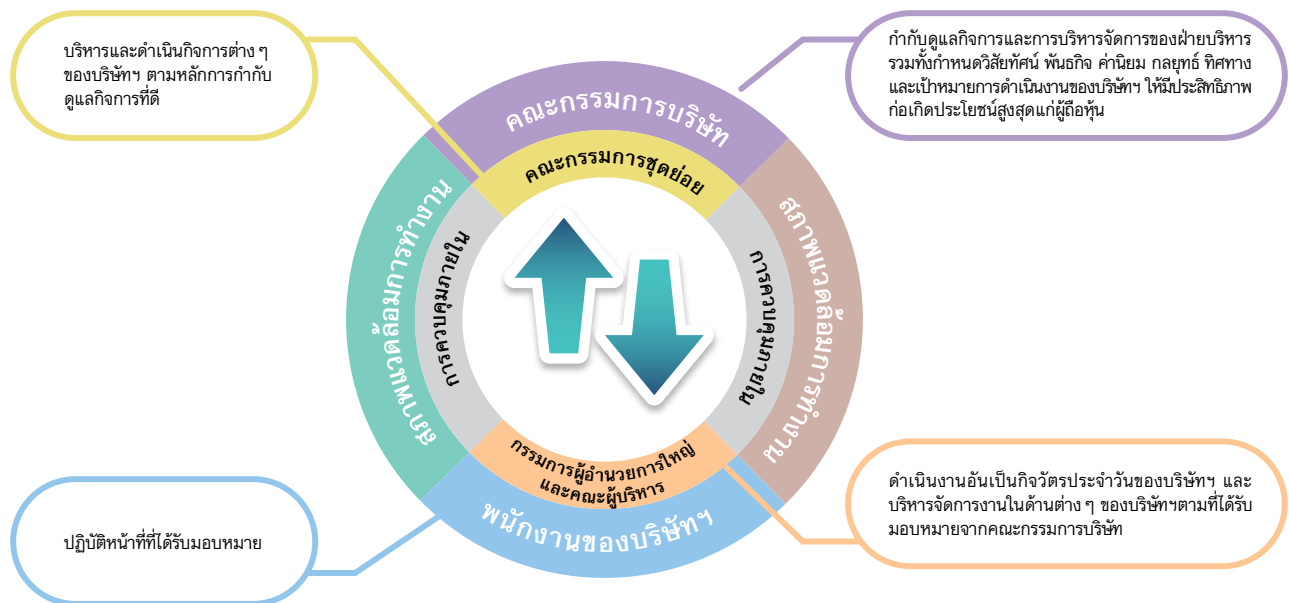 บริหารและดำเนินกิจการต่าง ๆ
ของบริษัทฯ ตามหลักการกำกับ
ดูแลกิจการที่ดี
กำกับดูแลกิจการและการบริหารจัดการของฝ่ายบริหาร
รวมทั้งกำหนดวิสัยทัศน์ พันธกิจ ค่านิยม กลยุทธ์ ทิศทาง
และเป้าหมายการดำเนินงานของบริษัทฯ ให้มีประสิทธิภาพ
ก่อเกิดประโยชน์สูงสุดแก่ผู้ถือหุ้น
คณะกรรมการบริษัท
คณะกรรมการชุดย่อย
สภาพแวดล้อมการทำงาน
การควบคุมภายใน
การควบคุมภายใน
สภาพแวดล้อมการทำงาน
กรรมการผู้อำนวยการใหญ่
และคณะผู้บริหาร
พนักงานของบริษัทฯ
ปฏิบัติหน้าที่ที่ได้รับมอบหมาย
ดำเนินงานอันเป็นกิจวัตรประจำวันของบริษัทฯ และ
บริหารจัดการงานในด้านต่าง ๆ ของบริษัทฯตามที่ได้รับ
มอบหมายจากคณะกรรมการบริษัท